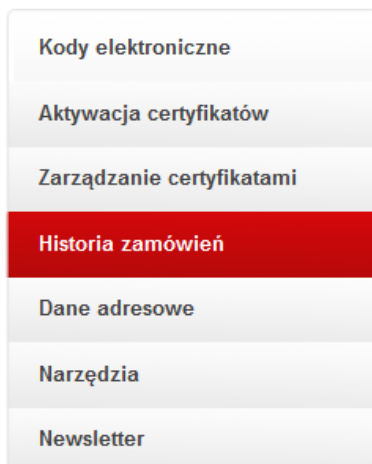 Kody elektroniczne
Aktywacja certyfikatów
Zarządzanie certyfikatami
Historia zamówień
Dane adresowe
Narzędzia
Newsletter